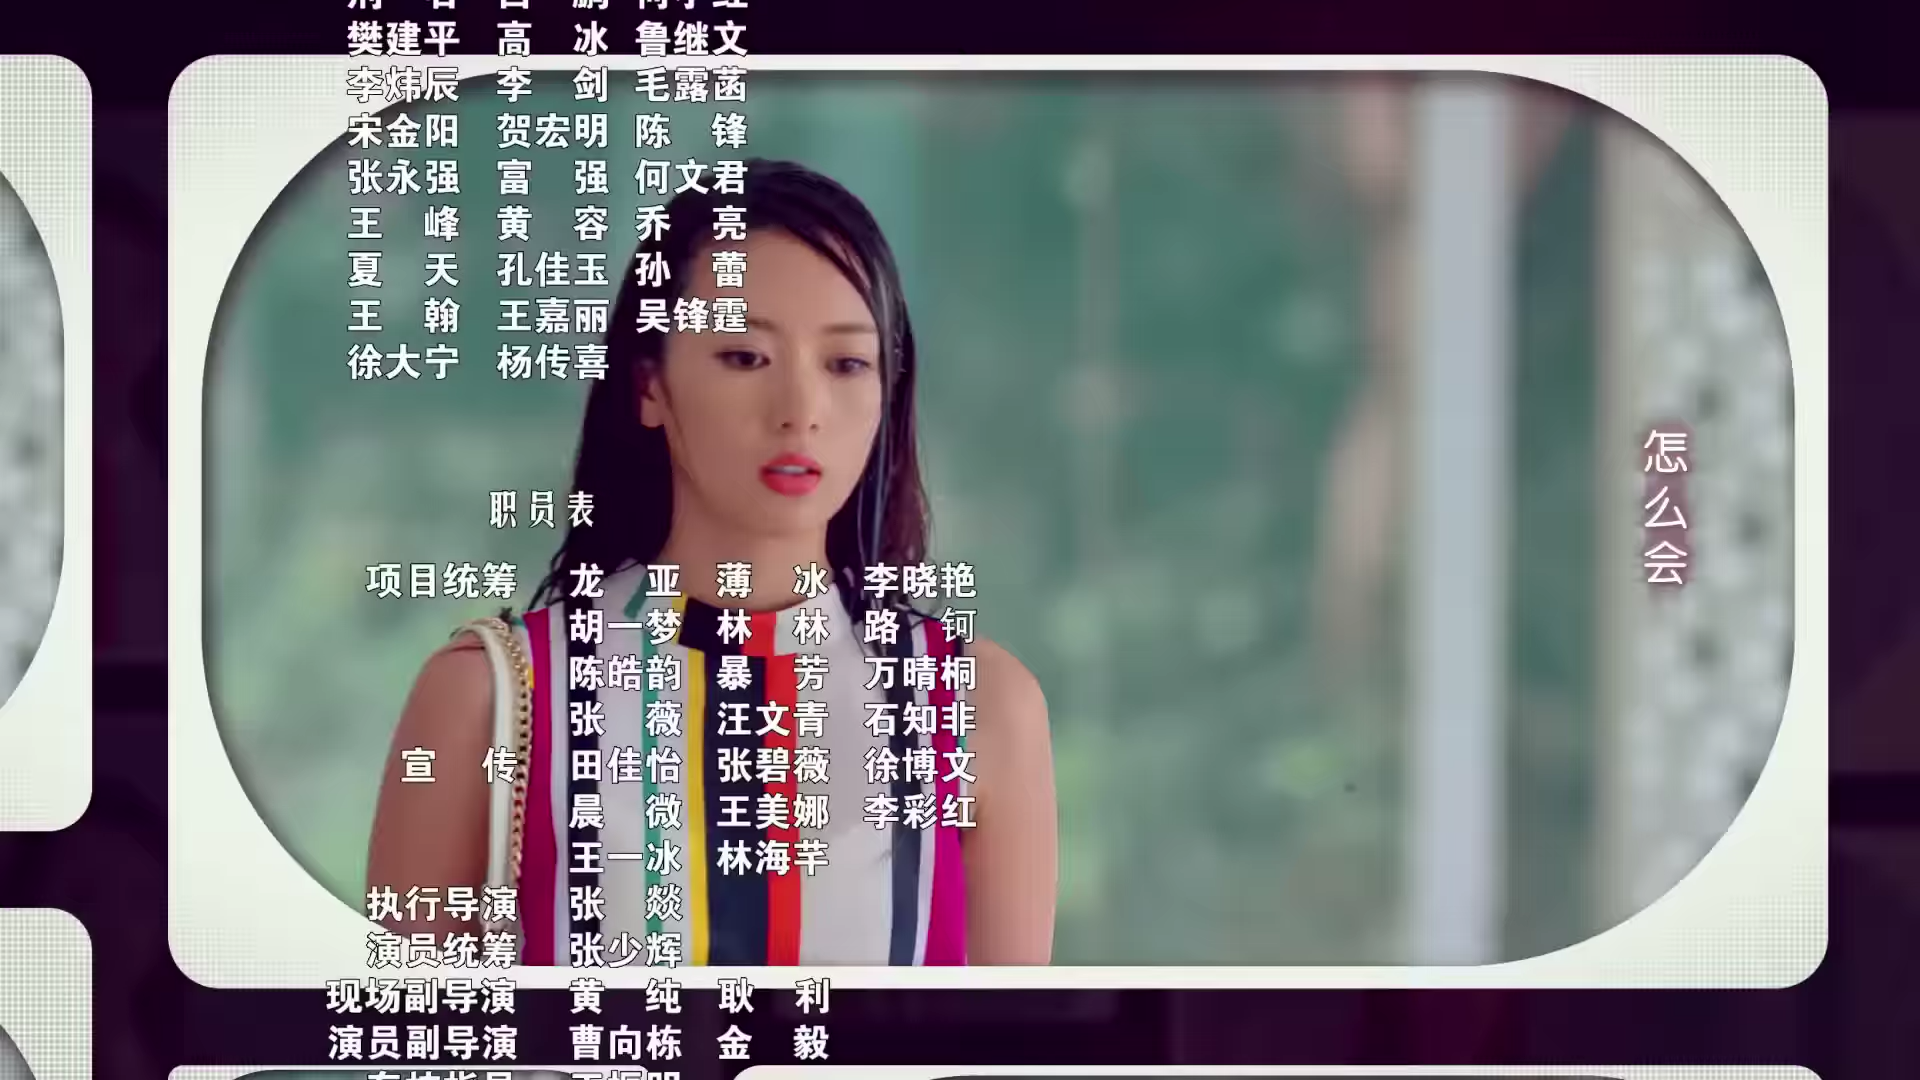 樊建平 高冰 鲁继文
李炜辰 李剑 毛露菡
宋金阳 贺宏明 陈锋
张永强 富强 何文君
王峰 黄容 乔亮
夏天 孔佳玉 孙蕾
王翰 王嘉丽 吴锋霆
徐大宁 杨传喜
职员表
项目统筹 龙亚 薄冰 李晓艳
胡一梦 林林 路钶
陈皓韵 暴芳 万晴桐
张薇 汪文青 石知非
宣传 田佳怡 张碧薇 徐博文
晨微 王美娜 李彩红
王一冰 林海芊
执行导演 张燚
演员统筹 张少辉
现场副导演 黄纯 耿利
演员副导演 曹向栋 金毅
怎么会